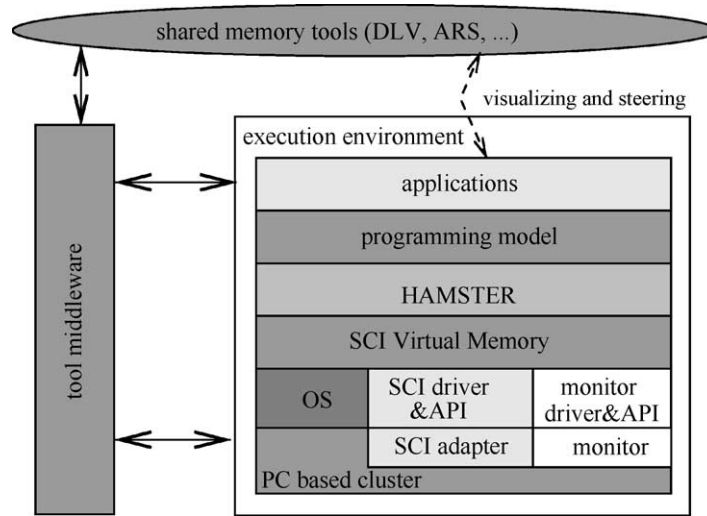 shared memory tools (DLV, ARS, ...)
visualizing and steering
execution environment
applications
programming model
HAMSTER
SCI Virtual Memory
tool middleware
OS
SCI driver
&API
monitor
driver&API
SCI adapter
monitor
PC based cluster